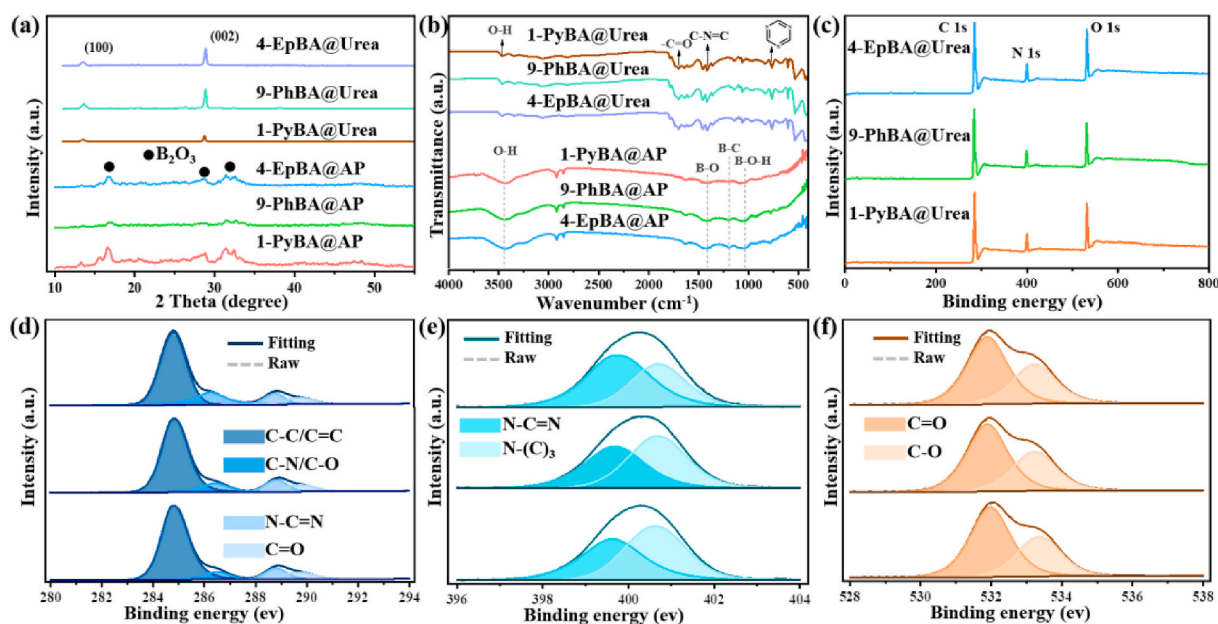 (a)
(100)
(002)
4-EpBA@Urea
9-PhBA@Urea
1-PyBA@Urea
●B₂O₃
4-EpBA@AP
9-PhBA@AP
1-PyBA@AP
Intensity (a.u.)
10 20 30 40 50
2 Theta (degree)
(b)
O-H
1-PyBA@Urea
-C=O
C-N=C
9-PhBA@Urea
4-EpBA@Urea
O-H
1-PyBA@AP
B-C
B-O
B-O-H
9-PhBA@AP
4-EpBA@AP
Transmittance (a.u.)
4000 3500 3000 2500 2000 1500 1000 500
Wavenumber (cm⁻¹)
(c)
C 1s
O 1s
4-EpBA@Urea
N 1s
9-PhBA@Urea
1-PyBA@Urea
Intensity (a.u.)
0 200 400 600 800
Binding energy (ev)
(d)
Fitting
Raw
C-C/C=C
C-N/C-O
N-C=N
C=O
Intensity (a.u.)
280 282 284 286 288 290 292 294
Binding energy (ev)
(e)
Fitting
Raw
N-C=N
N-(C)₃
Intensity (a.u.)
396 398 400 402 404
Binding energy (ev)
(f)
Fitting
Raw
C=O
C-O
Intensity (a.u.)
528 530 532 534 536 538
Binding energy (ev)